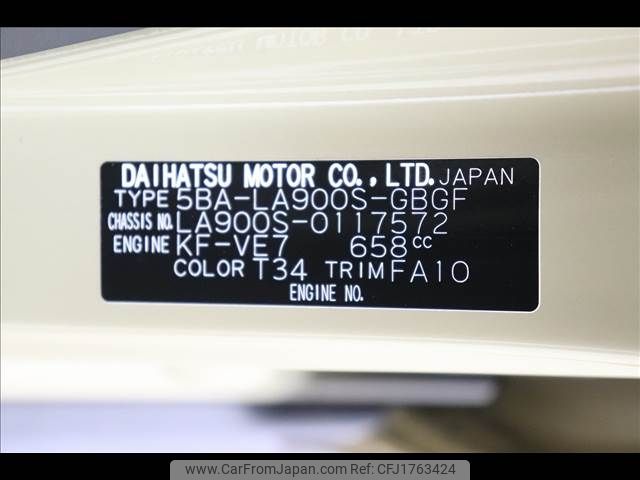 DAIHATSU MOTOR CO., LTD. JAPAN
TYPE 5BA-LA900S-GBGF
CHASSIS NO. LA900S-0117572
ENGINE KF-VE7 658cc
COLOR T34 TRIM FA10
ENGINE NO.
www.CarFromJapan.com CFJ1763424